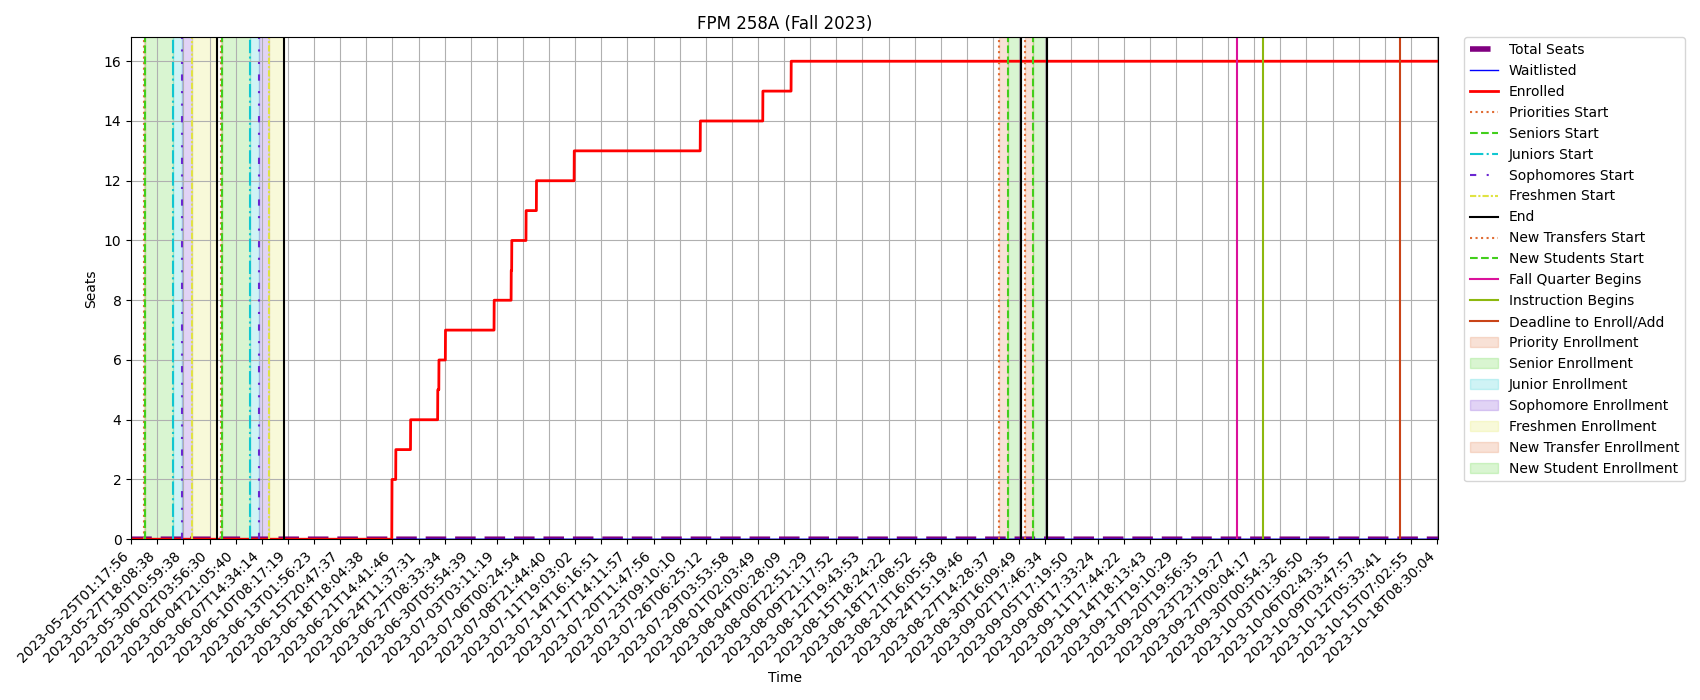 FPM 258A (Fall 2023)
Seats
16
14
12
10
8
6
4
2
0
2023-05-25T01:17:56
2023-05-27T18:08:38
2023-05-30T10:59:38
2023-06-02T03:56:30
2023-06-04T21:05:40
2023-06-07T14:34:14
2023-06-10T08:17:19
2023-06-13T01:56:23
2023-06-15T20:47:37
2023-06-18T18:04:38
2023-06-21T14:41:46
2023-06-24T11:37:31
2023-06-27T08:33:34
2023-06-30T05:54:39
2023-07-03T03:11:19
2023-07-06T00:24:54
2023-07-08T21:44:40
2023-07-11T19:03:02
2023-07-14T16:16:51
2023-07-17T14:11:57
2023-07-20T11:47:56
2023-07-23T09:10:10
2023-07-26T06:25:12
2023-07-29T03:53:58
2023-08-01T02:03:49
2023-08-04T00:28:09
2023-08-06T22:51:29
2023-08-09T21:17:52
2023-08-12T19:43:53
2023-08-15T18:24:22
2023-08-18T17:08:52
2023-08-21T16:05:58
2023-08-24T15:19:46
2023-08-27T14:28:37
2023-08-30T16:09:49
2023-09-02T17:46:34
2023-09-05T17:19:50
2023-09-08T17:33:24
2023-09-11T17:44:22
2023-09-14T18:13:43
2023-09-17T19:10:29
2023-09-20T19:56:35
2023-09-23T23:19:27
2023-09-27T00:04:17
2023-09-30T00:54:32
2023-10-03T01:36:50
2023-10-06T02:43:35
2023-10-09T03:47:57
2023-10-12T05:33:41
2023-10-15T07:02:55
2023-10-18T08:30:04
Time
Total Seats
Waitlisted
Enrolled
Priorities Start
Seniors Start
Juniors Start
Sophomores Start
Freshmen Start
End
New Transfers Start
New Students Start
Fall Quarter Begins
Instruction Begins
Deadline to Enroll/Add
Priority Enrollment
Senior Enrollment
Junior Enrollment
Sophomore Enrollment
Freshmen Enrollment
New Transfer Enrollment
New Student Enrollment